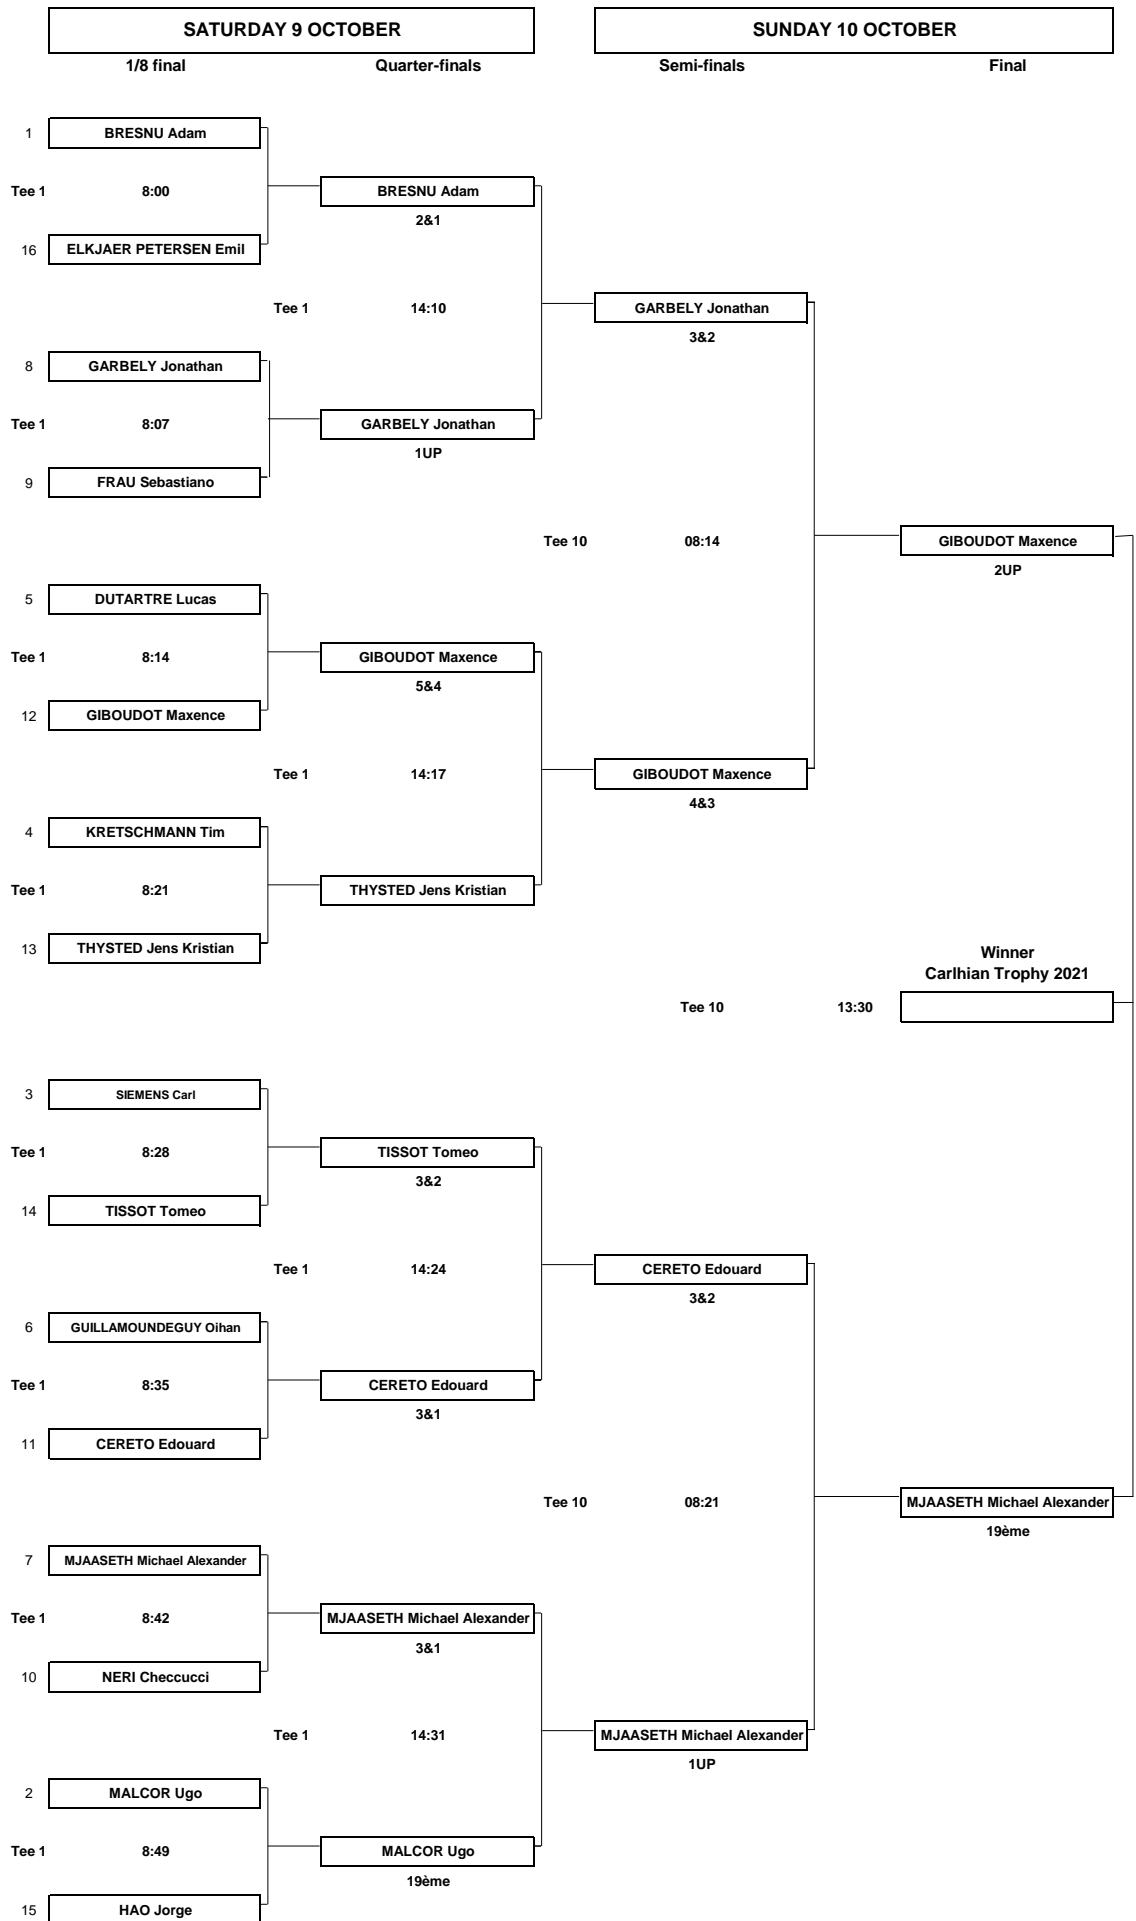 SATURDAY 9 OCTOBER SUNDAY 10 OCTOBER
1/8 final Quarter-finals Semi-finals Final
1 BRESNU Adam
Tee 1 8:00 BRESNU Adam
2&1
16 ELKJAER PETERSEN Emil
Tee 1 14:10 GARBELY Jonathan
3&2
8 GARBELY Jonathan
Tee 1 8:07 GARBELY Jonathan
1UP
9 FRAU Sebastiano
Tee 10 08:14 GIBOUDOT Maxence
2UP
5 DUTARTRE Lucas
Tee 1 8:14 GIBOUDOT Maxence
5&4
12 GIBOUDOT Maxence
Tee 1 14:17 GIBOUDOT Maxence
4&3
4 KRETSCHMANN Tim
Tee 1 8:21 THYSTED Jens Kristian
13 THYSTED Jens Kristian
Winner
Carlhian Trophy 2021
Tee 10 13:30
3 SIEMENS Carl
Tee 1 8:28 TISSOT Tomeo
3&2
14 TISSOT Tomeo
Tee 1 14:24 CERETO Edouard
3&2
6 GUILLAMOUNDEGUY Oihan
Tee 1 8:35 CERETO Edouard
3&1
11 CERETO Edouard
Tee 10 08:21 MJAASETH Michael Alexander
19ème
7 MJAASETH Michael Alexander
Tee 1 8:42 MJAASETH Michael Alexander
3&1
10 NERI Checcucci
Tee 1 14:31 MJAASETH Michael Alexander
1UP
2 MALCOR Ugo
Tee 1 8:49 MALCOR Ugo
19ème
15 HAO Jorge